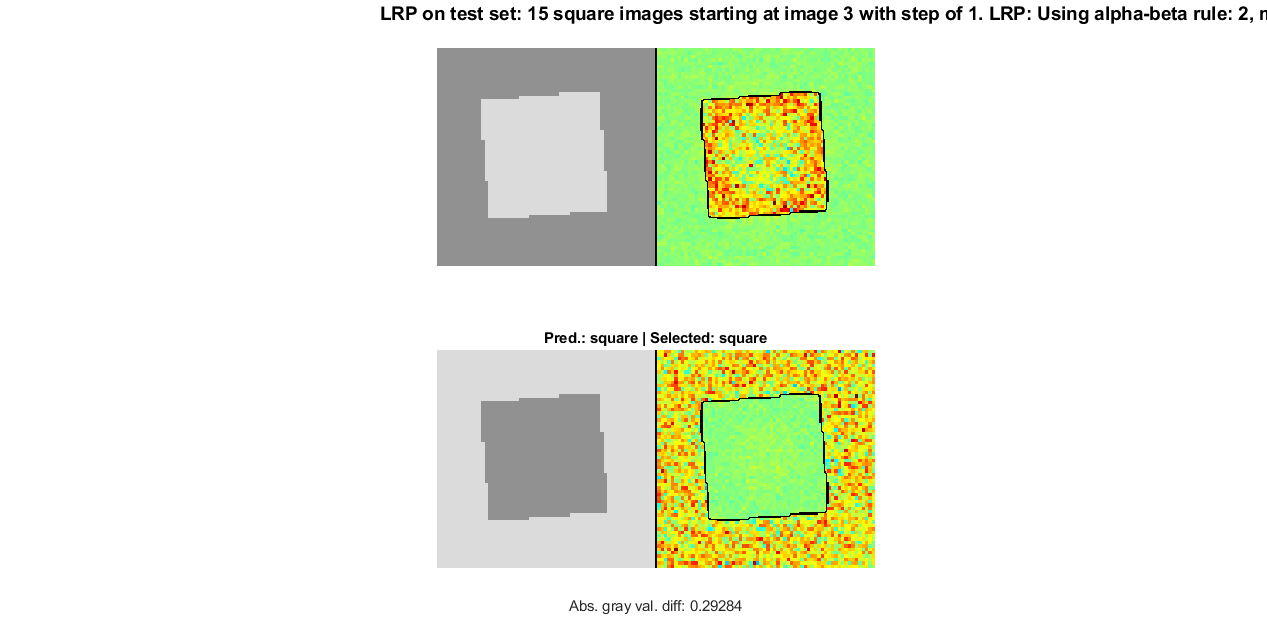 LRP on test set: 15 square images starting at image 3 with step of 1. LRP: Using alpha-beta rule: 2,
Pred.: square | Selected: square
Abs. gray val. diff: 0.29284